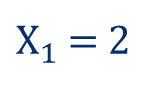 X₁ = 2